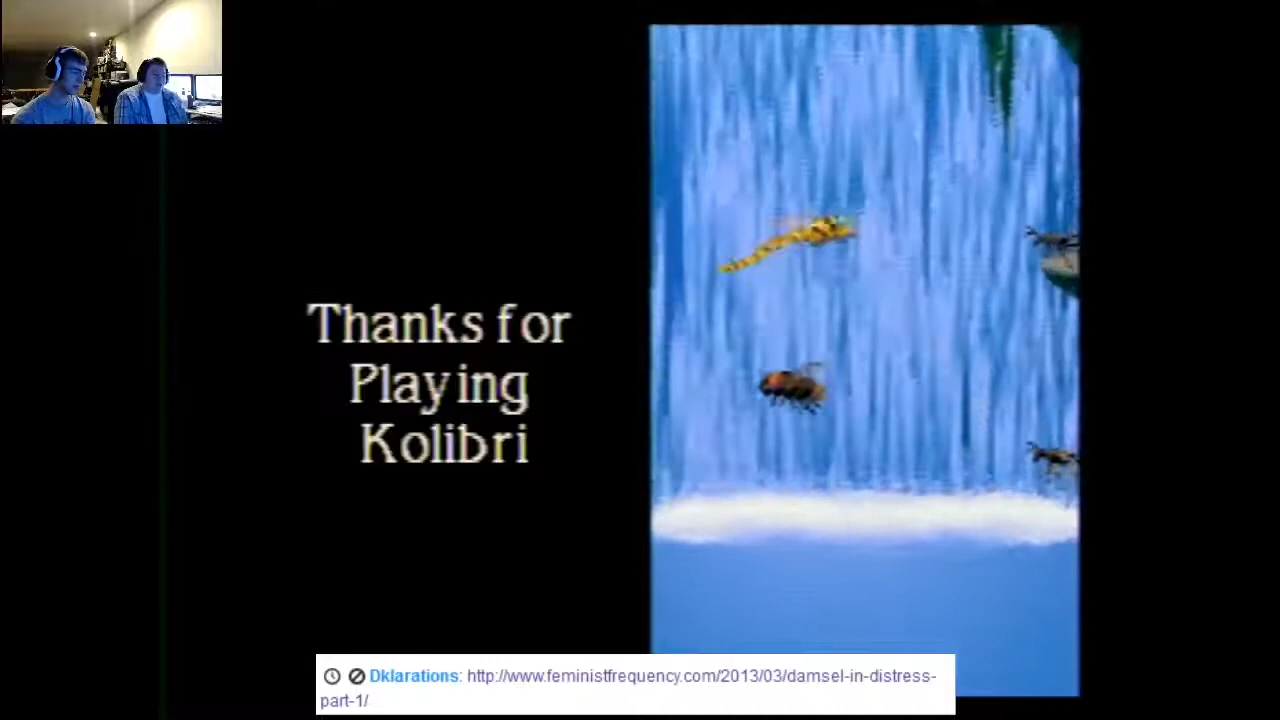 Thanks for
Playing
Kolibri
Dklarations: http://www.feministfrequency.com/2013/03/damsel-in-distress-
part-1/